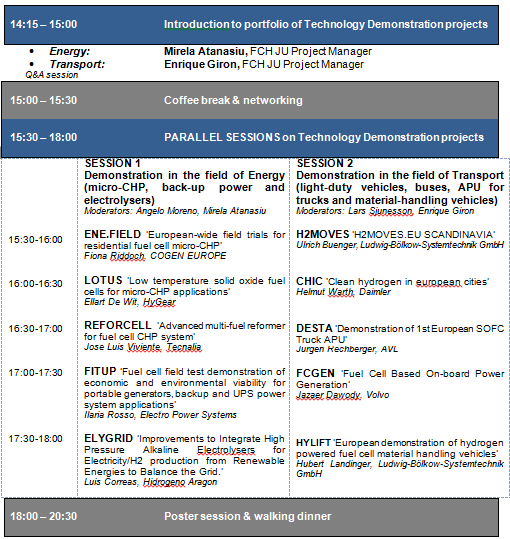 14:15 – 15:00 Introduction to portfolio of Technology Demonstration projects
• Energy: Mirela Atanasiu, FCH JU Project Manager
• Transport: Enrique Giron, FCH JU Project Manager
Q&A session
15:00 – 15:30 Coffee break & networking
15:30 – 18:00 PARALLEL SESSIONS on Technology Demonstration projects
SESSION 1
Demonstration in the field of Energy
(micro-CHP, back-up power and
electrolysers)
Moderators: Angelo Moreno, Mirela Atanasiu
SESSION 2
Demonstration in the field of Transport
(light-duty vehicles, buses, APU for
trucks and material-handling vehicles)
Moderators: Lars Sjunesson, Enrique Giron
15:30-16:00
ENE.FIELD 'European-wide field trials for
residential fuel cell micro-CHP'
Fiona Riddoch, COGEN EUROPE
H2MOVES 'H2MOVES.EU SCANDINAVIA'
Ulrich Buenger, Ludwig-Bölkow-Systemtechnik GmbH
16:00-16:30
LOTUS 'Low temperature solid oxide fuel
cells for micro-CHP applications'
Ellart De Wit, HyGear
CHIC 'Clean hydrogen in european cities'
Helmut Warth, Daimler
16:30-17:00
REFORCELL 'Advanced multi-fuel reformer
for fuel cell CHP system'
Jose Luis Viviente, Tecnalia
DESTA 'Demonstration of 1st European SOFC
Truck APU'
Jurgen Rechberger, AVL
17:00-17:30
FITUP 'Fuel cell field test demonstration of
economic and environmental viability for
portable generators, backup and UPS power
system applications'
Ilaria Rosso, Electro Power Systems
FCGEN 'Fuel Cell Based On-board Power
Generation'
Jazaer Dawody, Volvo
17:30-18:00
ELYGRID 'Improvements to Integrate High
Pressure Alkaline Electrolysers for
Electricity/H2 production from Renewable
Energies to Balance the Grid.'
Luis Correas, Hidrogeno Aragon
HYLIFT 'European demonstration of hydrogen
powered fuel cell material handling vehicles'
Hubert Landinger, Ludwig-Bölkow-Systemtechnik
GmbH
18:00 – 20:30 Poster session & walking dinner